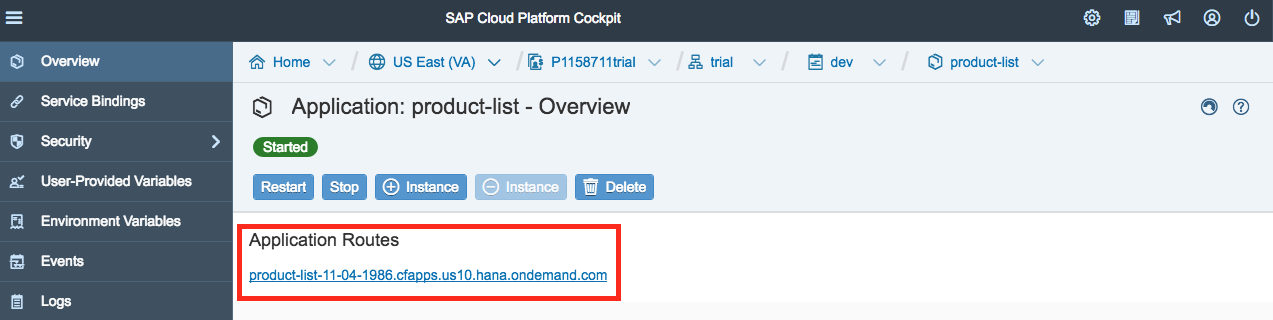 SAP Cloud Platform Cockpit
Overview
Service Bindings
Security
User-Provided Variables
Environment Variables
Events
Logs
Home / US East (VA) / P1158711trial / trial / dev / product-list
Application: product-list - Overview
Started
Restart Stop Instance Instance Delete
Application Routes
product-list-11-04-1986.cfapps.us10.hana.ondemand.com